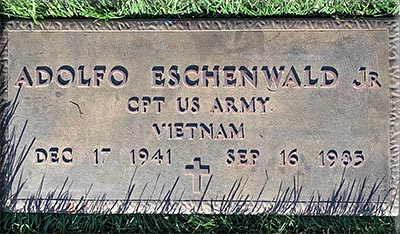 ADOLFO ESCHENWALD JR
CPT US ARMY
VIETNAM
DEC 17 1941 SEP 16 1985